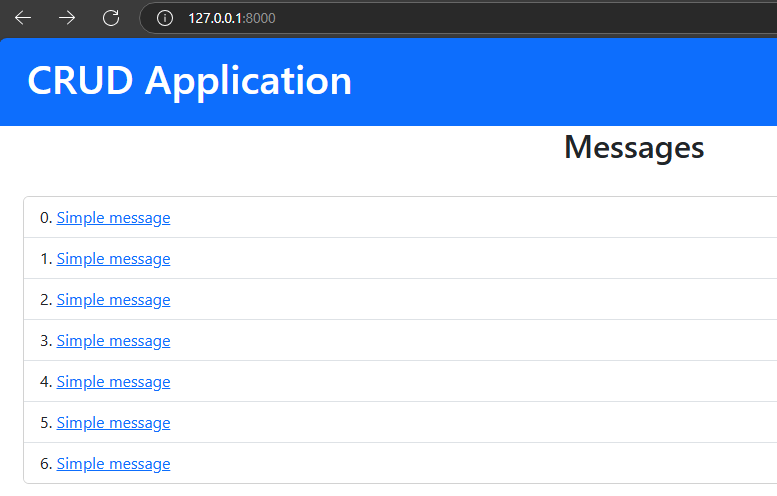 127.0.0.1:8000
CRUD Application
Messages
0. Simple message
1. Simple message
2. Simple message
3. Simple message
4. Simple message
5. Simple message
6. Simple message